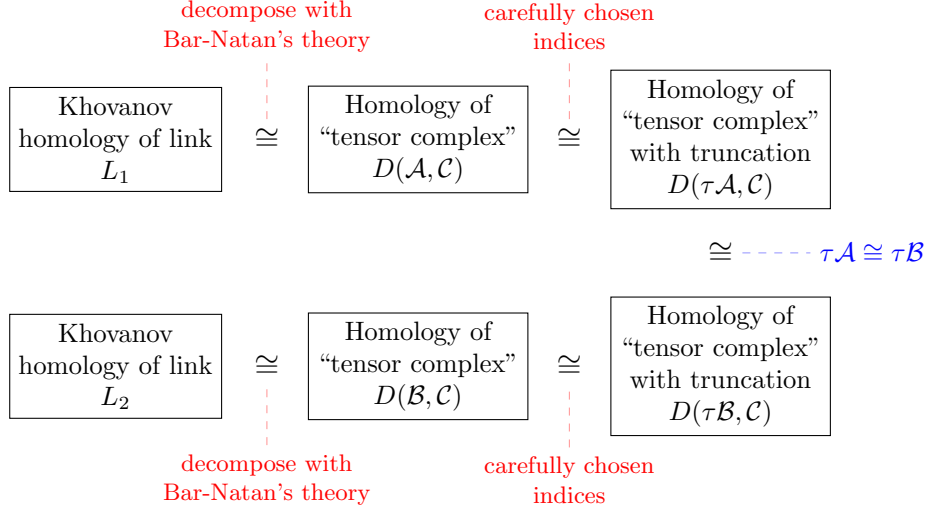 decompose with
Bar-Natan's theory
carefully chosen
indices
Khovanov
homology of link
L₁
≅
Homology of
“tensor complex”
D(𝒜, 𝒞)
≅
Homology of
“tensor complex”
with truncation
D(τ𝒜, 𝒞)
≅
τ𝒜 ≅ τℬ
Khovanov
homology of link
L₂
≅
Homology of
“tensor complex”
D(ℬ, 𝒞)
≅
Homology of
“tensor complex”
with truncation
D(τℬ, 𝒞)
decompose with
Bar-Natan's theory
carefully chosen
indices